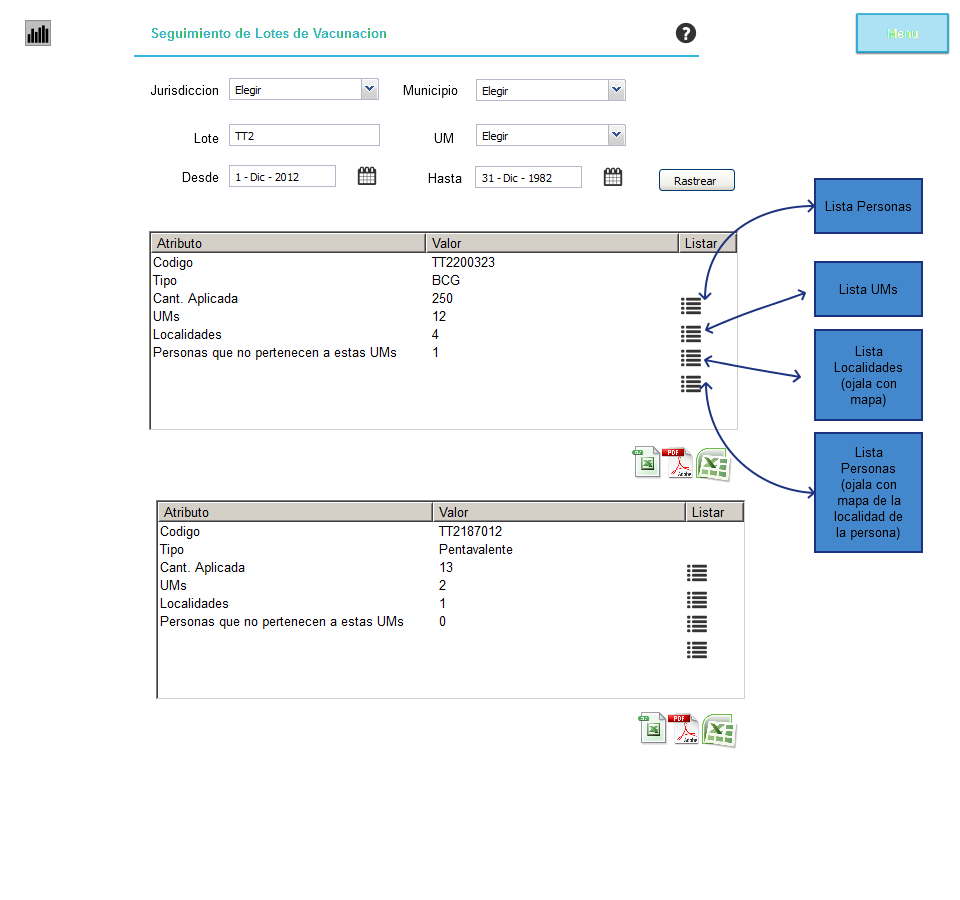 Seguimiento de Lotes de Vacunacion
?
Menu
Jurisdiccion Elegir Municipio Elegir
Lote TT2 UM Elegir
Desde 1 - Dic - 2012 Hasta 31 - Dic - 1982 Rastrear
Atributo Valor Listar
Codigo TT2200323
Tipo BCG
Cant. Aplicada 250
UMs 12
Localidades 4
Personas que no pertenecen a estas UMs 1
Lista Personas
Lista UMs
Lista
Localidades
(ojala con
mapa)
Lista
Personas
(ojala con
mapa de la
localidad de
la persona)
PDF
Adobe
Atributo Valor Listar
Codigo TT2187012
Tipo Pentavalente
Cant. Aplicada 13
UMs 2
Localidades 1
Personas que no pertenecen a estas UMs 0
PDF
Adobe